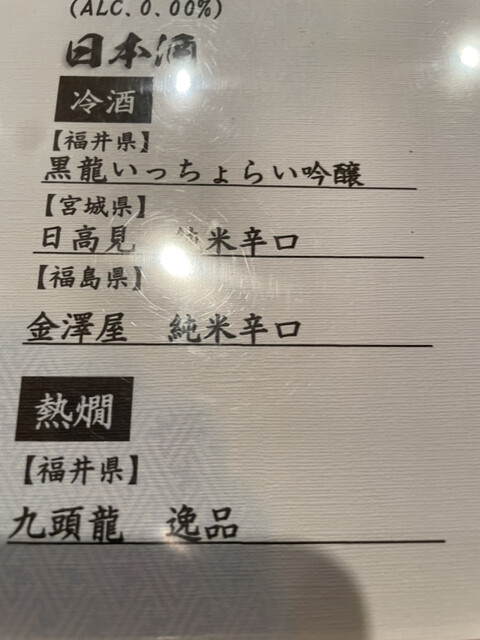 (ALC.0.00%)
日本酒
冷酒
【福井県】
黒龍いっちょらい吟醸
【宮城県】
日高見 純米辛口
【福島県】
金澤屋 純米辛口
熱燗
【福井県】
九頭龍 逸品